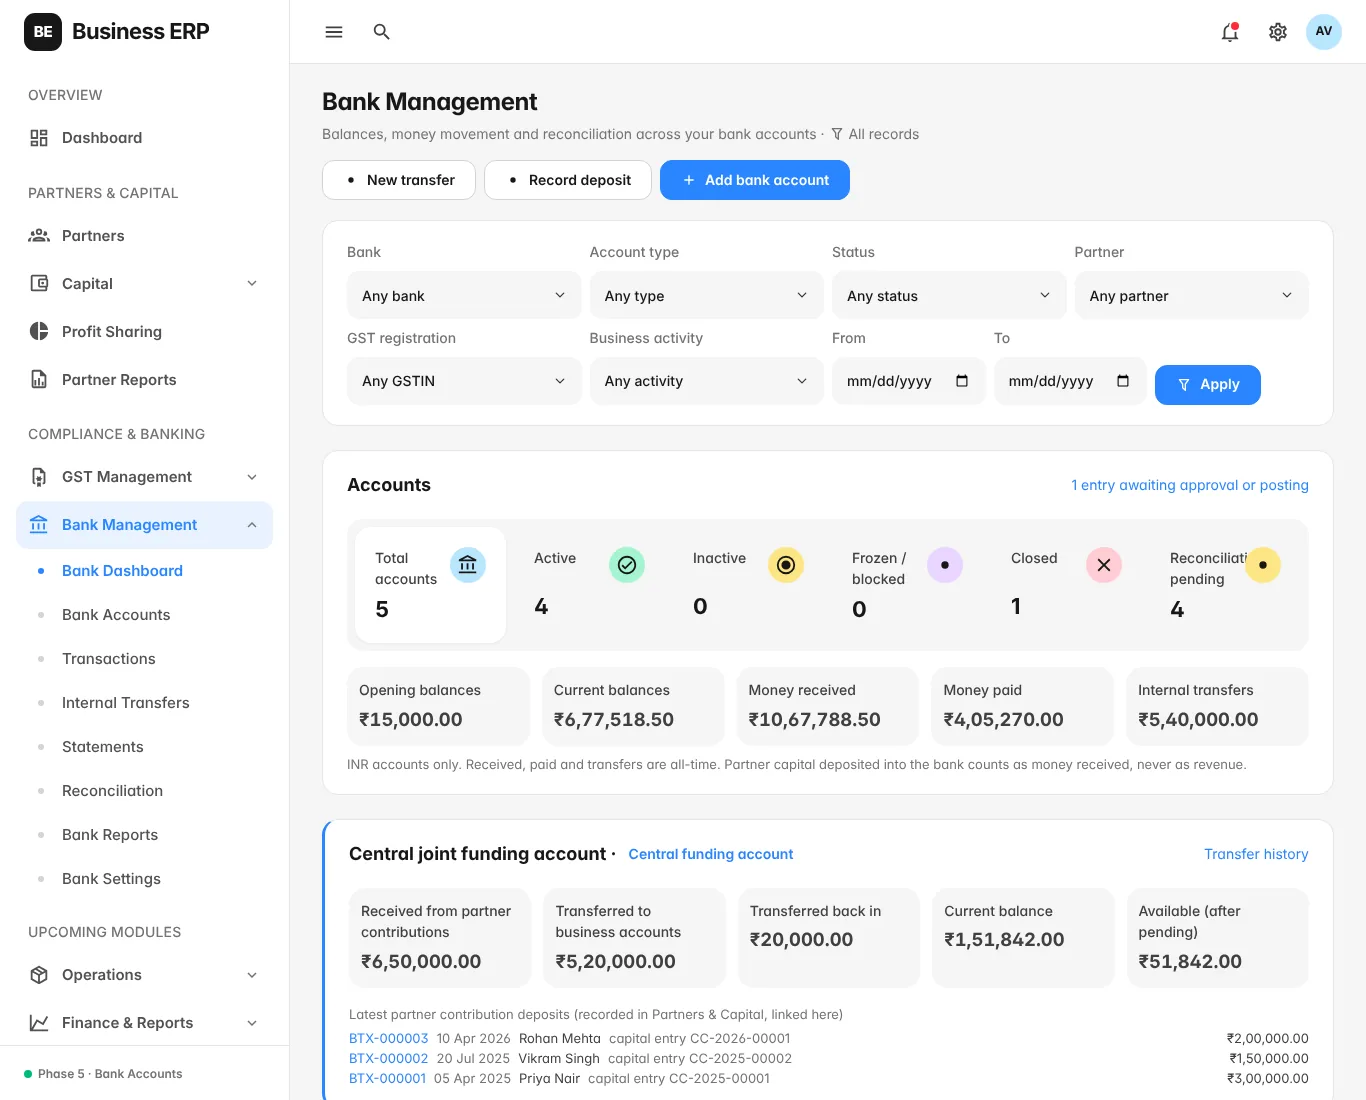 BE Business ERP
AV
OVERVIEW
Dashboard
PARTNERS & CAPITAL
Partners
Capital
Profit Sharing
Partner Reports
COMPLIANCE & BANKING
GST Management
Bank Management
Bank Dashboard
Bank Accounts
Transactions
Internal Transfers
Statements
Reconciliation
Bank Reports
Bank Settings
UPCOMING MODULES
Operations
Finance & Reports
Phase 5 · Bank Accounts
Bank Management
Balances, money movement and reconciliation across your bank accounts · All records
New transfer Record deposit + Add bank account
Bank Account type Status Partner
Any bank Any type Any status Any partner
GST registration Business activity From To
Any GSTIN Any activity mm/dd/yyyy mm/dd/yyyy Apply
Accounts 1 entry awaiting approval or posting
Total accounts
5
Active
4
Inactive
0
Frozen / blocked
0
Closed
1
Reconciliati pending
4
Opening balances Current balances Money received Money paid Internal transfers
₹15,000.00 ₹6,77,518.50 ₹10,67,788.50 ₹4,05,270.00 ₹5,40,000.00
INR accounts only. Received, paid and transfers are all-time. Partner capital deposited into the bank counts as money received, never as revenue.
Central joint funding account · Central funding account Transfer history
Received from partner contributions
₹6,50,000.00
Transferred to business accounts
₹5,20,000.00
Transferred back in
₹20,000.00
Current balance
₹1,51,842.00
Available (after pending)
₹51,842.00
Latest partner contribution deposits (recorded in Partners & Capital, linked here)
BTX-000003 10 Apr 2026 Rohan Mehta capital entry CC-2026-00001 ₹2,00,000.00
BTX-000002 20 Jul 2025 Vikram Singh capital entry CC-2025-00002 ₹1,50,000.00
BTX-000001 05 Apr 2025 Priya Nair capital entry CC-2025-00001 ₹3,00,000.00